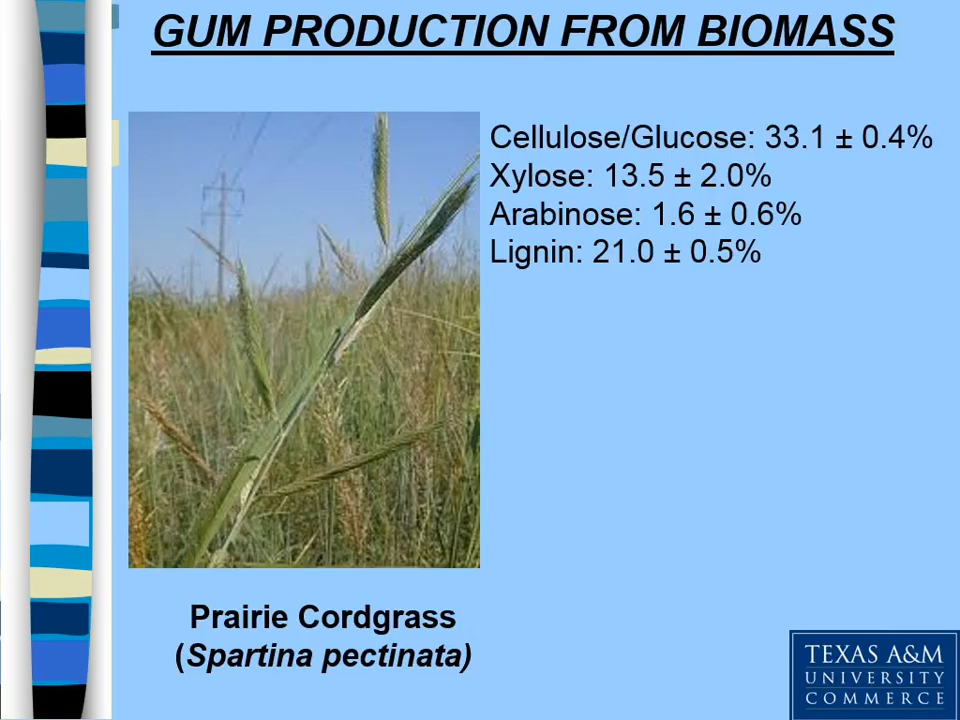 GUM PRODUCTION FROM BIOMASS
Cellulose/Glucose: 33.1 ± 0.4%
Xylose: 13.5 ± 2.0%
Arabinose: 1.6 ± 0.6%
Lignin: 21.0 ± 0.5%
Prairie Cordgrass
(Spartina pectinata)
TEXAS A&M
UNIVERSITY
COMMERCE